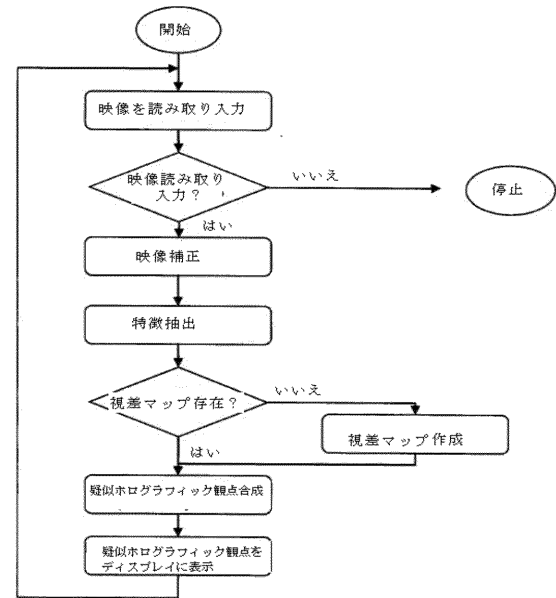 開始
映像を読み取り入力
映像読み取り
入力?
いいえ
停止
はい
映像補正
特徴抽出
視差マップ存在?
いいえ
視差マップ作成
はい
疑似ホログラフィック観点合成
疑似ホログラフィック観点を
ディスプレイに表示